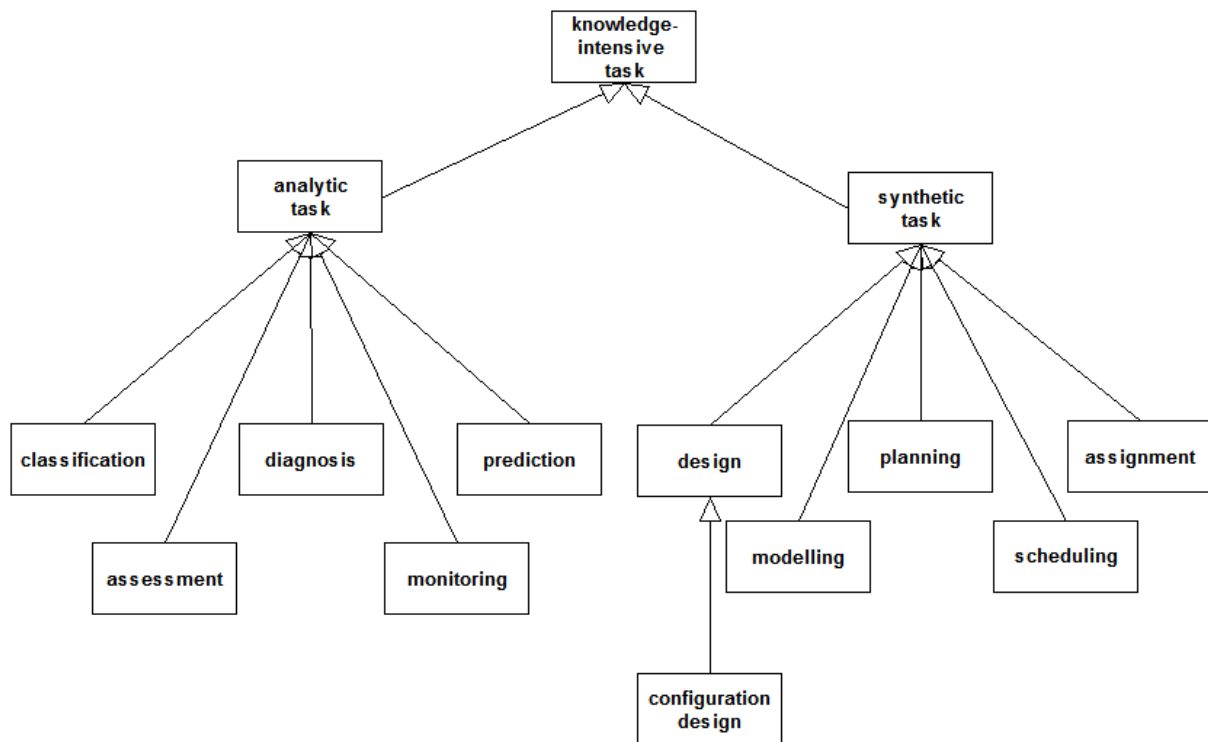 knowledge-
intensive
task
analytic
task
synthetic
task
classification
diagnosis
prediction
design
planning
assignment
assessment
monitoring
modelling
scheduling
configuration
design